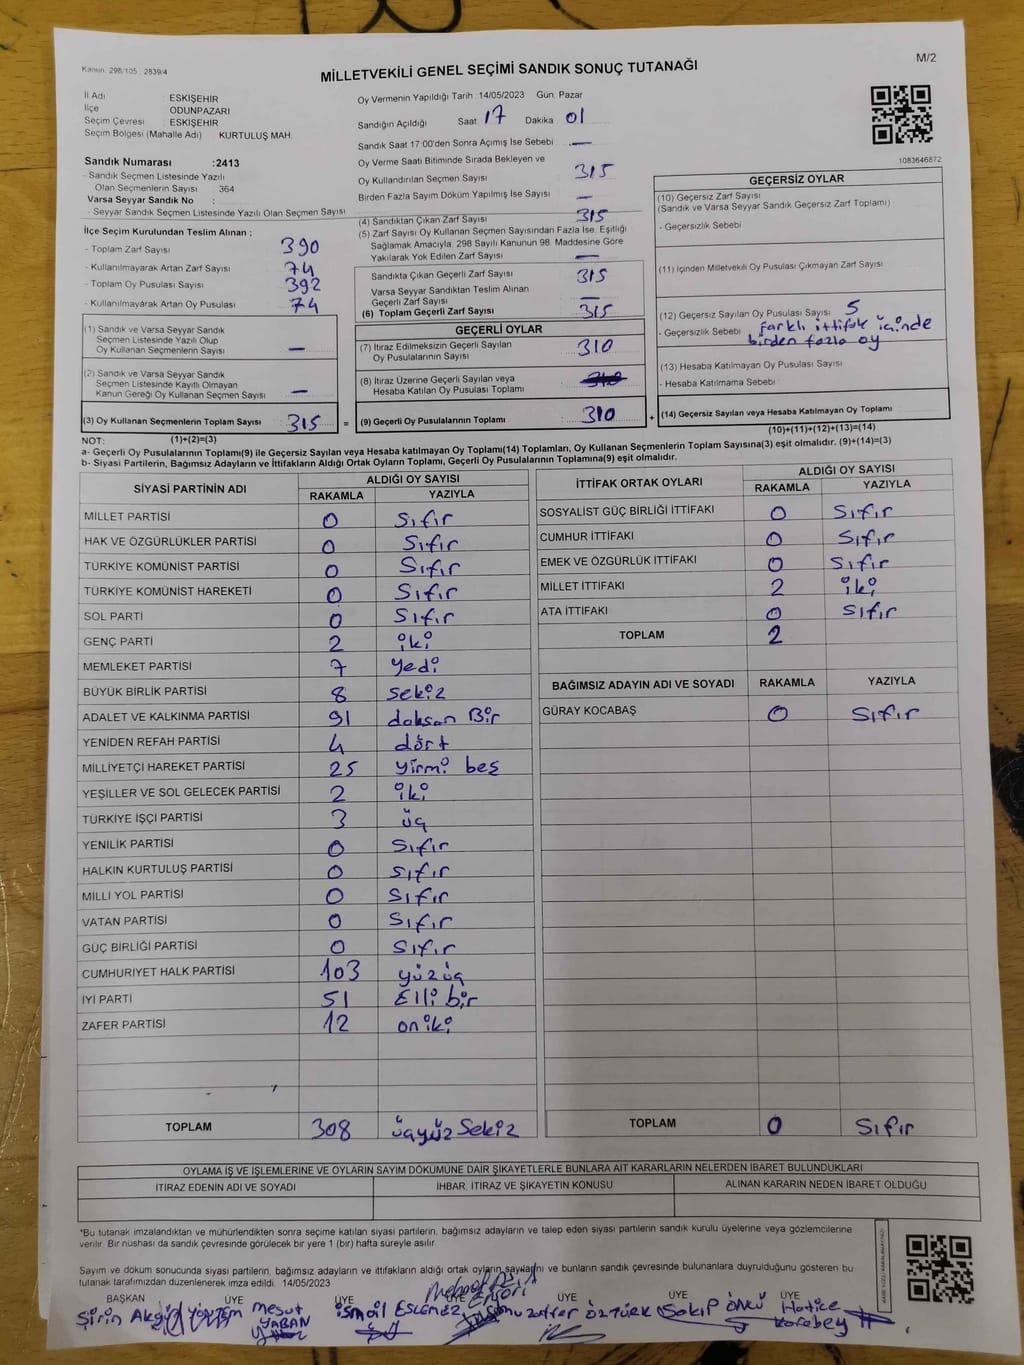 Kanun: 298/105 , 2839/4
MİLLETVEKİLİ GENEL SEÇİMİ SANDIK SONUÇ TUTANAĞI
M/2
İl Adı ESKİŞEHİR
İlçe ODUNPAZARI
Seçim Çevresi : ESKİŞEHİR
Seçim Bölgesi (Mahalle Adı) KURTULUŞ MAH.
Sandık Numarası :2413
- Sandık Seçmen Listesinde Yazılı
Olan Seçmenlerin Sayısı : 364
Varsa Seyyar Sandık No :
- Seyyar Sandık Seçmen Listesinde Yazılı Olan Seçmen Sayısı
İlçe Seçim Kurulundan Teslim Alınan :
- Toplam Zarf Sayısı 390
- Kullanılmayarak Artan Zarf Sayısı 74
- Toplam Oy Pusulası Sayısı 392
- Kullanılmayarak Artan Oy Pusulası 74
(1) Sandık ve Varsa Seyyar Sandık
Seçmen Listesinde Yazılı Olup
Oy Kullanan Seçmenlerin Sayısı —
(2) Sandık ve Varsa Seyyar Sandık
Seçmen Listesinde Kayıtlı Olmayan
Kanun Gereği Oy Kullanan Seçmen Sayısı —
(3) Oy Kullanan Seçmenlerin Toplam Sayısı 315
Oy Vermenin Yapıldığı Tarih :14/05/2023 Gün: Pazar
Sandığın Açıldığı Saat: 17 Dakika 01
Sandık Saat 17:00'den Sonra Açımış İse Sebebi —
Oy Verme Saati Bitiminde Sırada Bekleyen ve
Oy Kullandırılan Seçmen Sayısı 315
Birden Fazla Sayım Döküm Yapılmış İse Sayısı —
(4) Sandıktan Çıkan Zarf Sayısı 315
(5) Zarf Sayısı Oy Kullanan Seçmen Sayısından Fazla İse, Eşitliği
Sağlamak Amacıyla, 298 Sayılı Kanunun 98. Maddesine Göre
Yakılarak Yok Edilen Zarf Sayısı —
Sandıkta Çıkan Geçerli Zarf Sayısı 315
Varsa Seyyar Sandıktan Teslim Alınan
Geçerli Zarf Sayısı —
(6) Toplam Geçerli Zarf Sayısı 315
GEÇERLİ OYLAR
(7) İtiraz Edilmeksizin Geçerli Sayılan
Oy Pusulalarının Sayısı 310
(8) İtiraz Üzerine Geçerli Sayılan veya
Hesaba Katılan Oy Pusulası Toplamı
= (9) Geçerli Oy Pusulalarının Toplamı : 310 +
1083646872
GEÇERSİZ OYLAR
(10) Geçersiz Zarf Sayısı
(Sandık ve Varsa Seyyar Sandık Geçersiz Zarf Toplamı)
- Geçersizlik Sebebi
(11) İçinden Milletvekili Oy Pusulası Çıkmayan Zarf Sayısı
(12) Geçersiz Sayılan Oy Pusulası Sayısı 5
- Geçersizlik Sebebi farklı ittifak içinde
birden fazla oy
(13) Hesaba Katılmayan Oy Pusulası Sayısı
- Hesaba Katılmama Sebebi
(14) Geçersiz Sayılan veya Hesaba Katılmayan Oy Toplamı
(10)+(11)+(12)+(13)=(14)
NOT: (1)+(2)=(3)
a- Geçerli Oy Pusulalarının Toplamı(9) ile Geçersiz Sayılan veya Hesaba katılmayan Oy Toplamı(14) Toplamları, Oy Kullanan Seçmenlerin Toplam Sayısına(3) eşit olmalıdır. (9)+(14)=(3)
b- Siyasi Partilerin, Bağımsız Adayların ve İttifakların Aldığı Ortak Oyların Toplamı, Geçerli Oy Pusulalarının Toplamına(9) eşit olmalıdır.
SİYASİ PARTİNİN ADI ALDIĞI OY SAYISI
RAKAMLA YAZIYLA
MİLLET PARTİSİ 0 Sıfır
HAK VE ÖZGÜRLÜKLER PARTİSİ 0 Sıfır
TÜRKİYE KOMÜNİST PARTİSİ 0 Sıfır
TÜRKİYE KOMÜNİST HAREKETİ 0 Sıfır
SOL PARTİ 0 Sıfır
GENÇ PARTİ 2 iki
MEMLEKET PARTİSİ 7 yedi
BÜYÜK BİRLİK PARTİSİ 8 sekiz
ADALET VE KALKINMA PARTİSİ 91 doksan Bir
YENİDEN REFAH PARTİSİ 4 dört
MİLLİYETÇİ HAREKET PARTİSİ 25 yirmi beş
YEŞİLLER VE SOL GELECEK PARTİSİ 2 iki
TÜRKİYE İŞÇİ PARTİSİ 3 üç
YENİLİK PARTİSİ 0 Sıfır
HALKIN KURTULUŞ PARTİSİ 0 sıfır
MİLLİ YOL PARTİSİ 0 Sıfır
VATAN PARTİSİ 0 Sıfır
GÜÇ BİRLİĞİ PARTİSİ 0 Sıfır
CUMHURİYET HALK PARTİSİ 103 yüzüç
İYİ PARTİ 51 Elli bir
ZAFER PARTİSİ 12 oniki
TOPLAM 308 üçyüz Sekiz
İTTİFAK ORTAK OYLARI ALDIĞI OY SAYISI
RAKAMLA YAZIYLA
SOSYALİST GÜÇ BİRLİĞİ İTTİFAKI 0 Sıfır
CUMHUR İTTİFAKI 0 Sıfır
EMEK VE ÖZGÜRLÜK İTTİFAKI 0 Sıfır
MİLLET İTTİFAKI 2 iki
ATA İTTİFAKI 0 Sıfır
TOPLAM 2
BAĞIMSIZ ADAYIN ADI VE SOYADI RAKAMLA YAZIYLA
GÜRAY KOCABAŞ 0 Sıfır
TOPLAM 0 Sıfır
OYLAMA İŞ VE İŞLEMLERİNE VE OYLARIN SAYIM DÖKÜMÜNE DAİR ŞİKAYETLERLE BUNLARA AİT KARARLARIN NELERDEN İBARET BULUNDUKLARI
İTİRAZ EDENİN ADI VE SOYADI İHBAR, İTİRAZ VE ŞİKAYETİN KONUSU ALINAN KARARIN NEDEN İBARET OLDUĞU
*Bu tutanak imzalandıktan ve mühürlendikten sonra seçime katılan siyasi partilerin, bağımsız adayların ve talep eden siyasi partilerin sandık kurulu üyelerine veya gözlemcilerine
verilir. Bir nüshası da sandık çevresinde görülecek bir yere 1 (bir) hafta süreyle asılır.
Sayım ve döküm sonucunda siyasi partilerin, bağımsız adayların ve ittifakların aldığı ortak oyların sayılarını ve bunların sandık çevresinde bulunanlara duyrulduğunu gösteren bu
tutanak tarafımızdan düzenlenerek imza edildi. 14/05/2023
BAŞKAN ÜYE ÜYE ÜYE ÜYE ÜYE ÜYE
Şirin Mesut YABAN ismail Muzaffer ÖZTÜRK Hatice